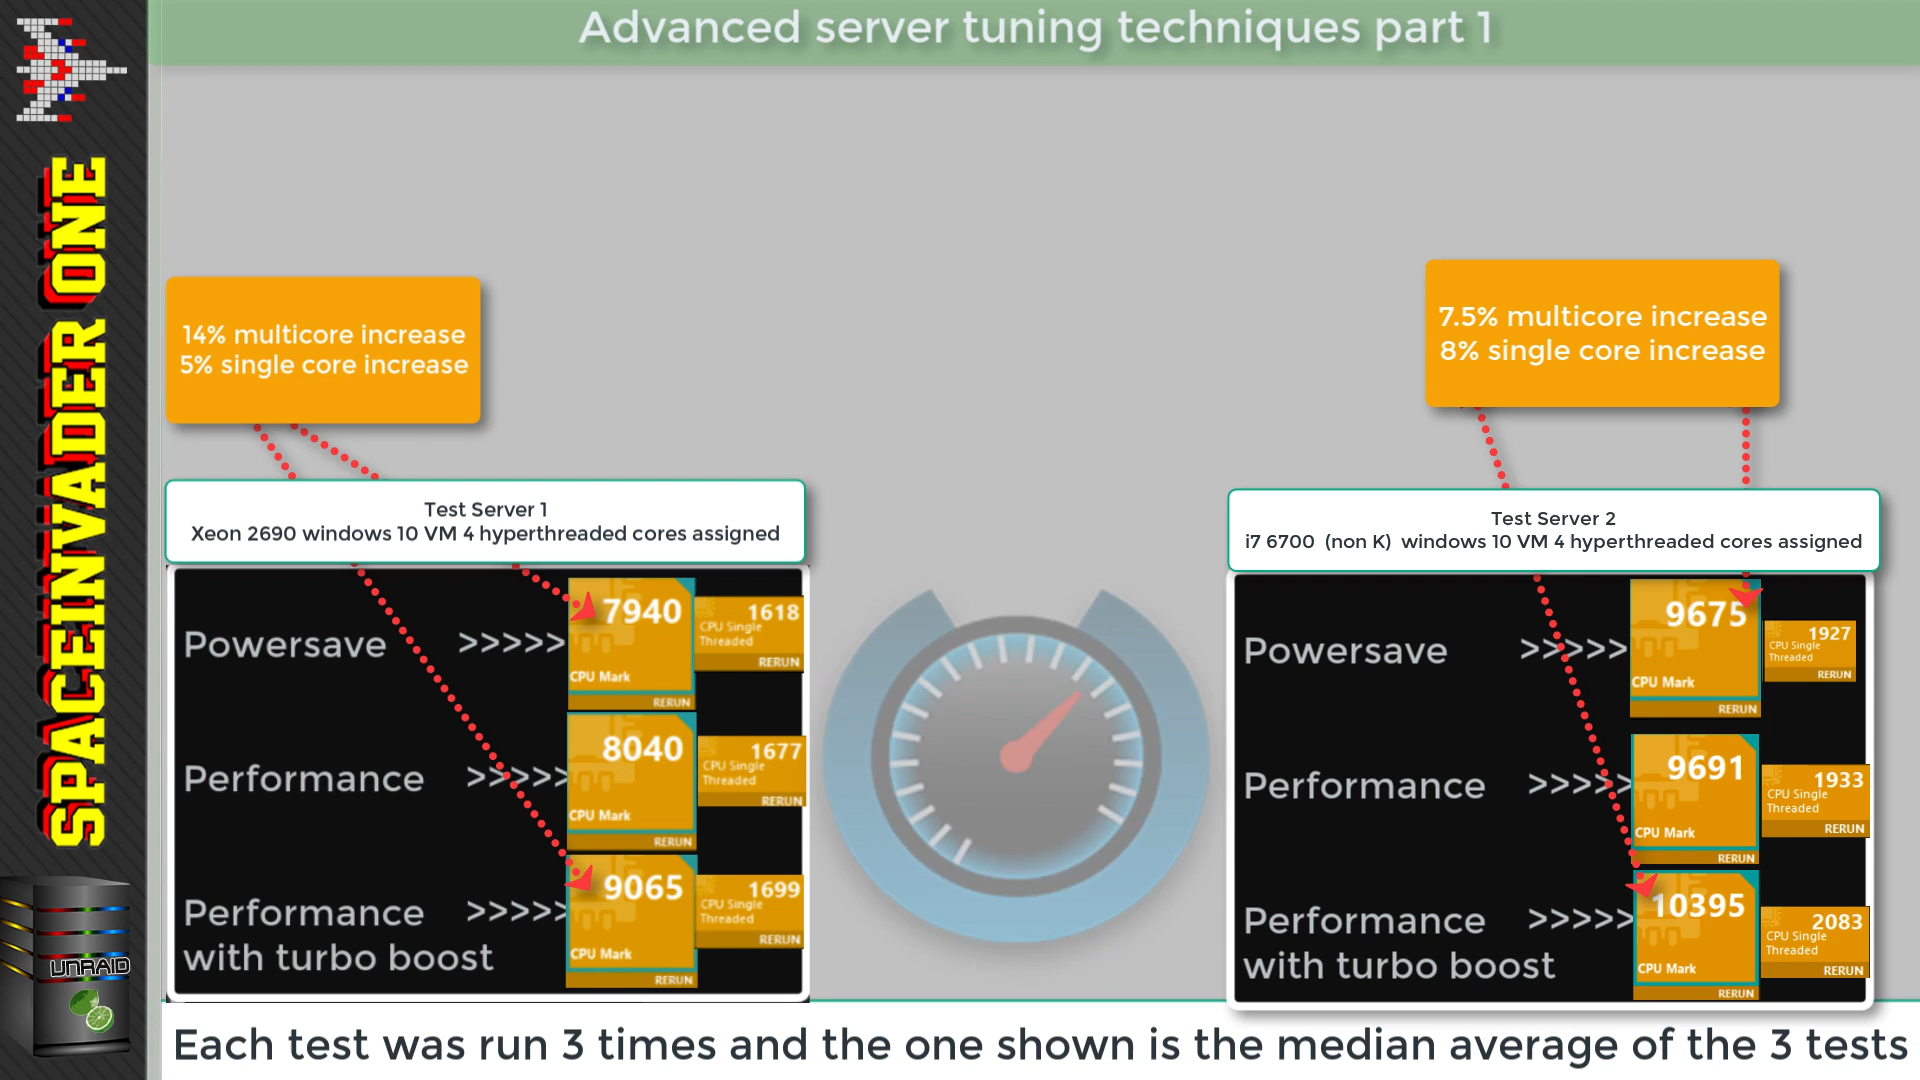 Advanced server tuning techniques part 1
SPACEINVADER ONE
14% multicore increase
5% single core increase
7.5% multicore increase
8% single core increase
Test Server 1
Xeon 2690 windows 10 VM 4 hyperthreaded cores assigned
Powersave >>>>>
7940
CPU Mark
RERUN
1618
CPU Single
Threaded
RERUN
Performance >>>>>
8040
CPU Mark
RERUN
1677
CPU Single
Threaded
RERUN
Performance >>>>>
with turbo boost
9065
CPU Mark
RERUN
1699
CPU Single
Threaded
RERUN
Test Server 2
i7 6700 (non K) windows 10 VM 4 hyperthreaded cores assigned
Powersave >>>>>
9675
CPU Mark
RERUN
1927
CPU Single
Threaded
RERUN
Performance >>>>>
9691
CPU Mark
RERUN
1933
CPU Single
Threaded
RERUN
Performance >>>>>
with turbo boost
10395
CPU Mark
RERUN
2083
CPU Single
Threaded
RERUN
UNRAID
Each test was run 3 times and the one shown is the median average of the 3 tests